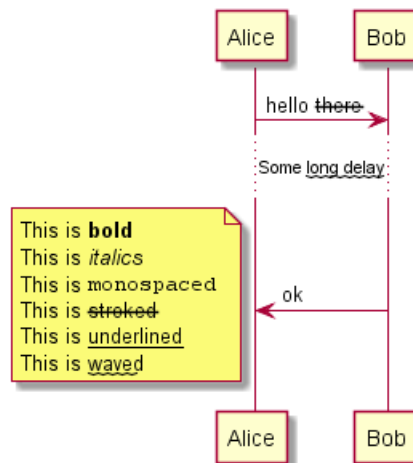 Alice Bob
hello there
Some long delay
This is bold
This is italics
This is monospaced
This is stroked
This is underlined
This is waved
ok
Alice Bob